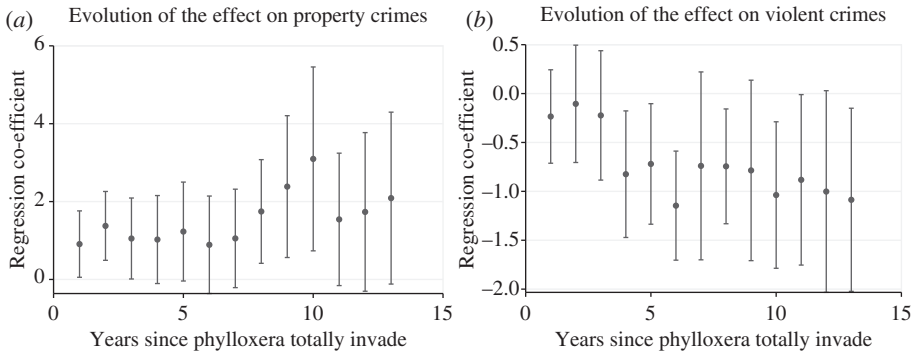 (a) Evolution of the effect on property crimes
Regression co-efficient
6
4
2
0
0 5 10 15
Years since phylloxera totally invade
(b) Evolution of the effect on violent crimes
Regression co-efficient
0.5
0.0
–0.5
–1.0
–1.5
–2.0
0 5 10 15
Years since phylloxera totally invade